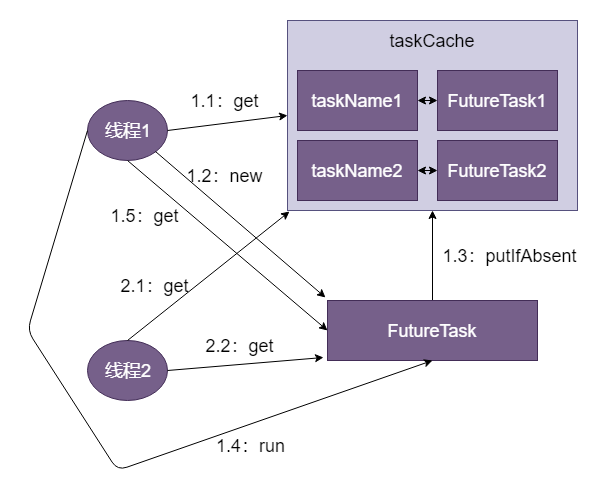 taskCache
taskName1
FutureTask1
taskName2
FutureTask2
线程1
1.1：get
1.2：new
1.5：get
1.3：putIfAbsent
2.1：get
FutureTask
线程2
2.2：get
1.4：run